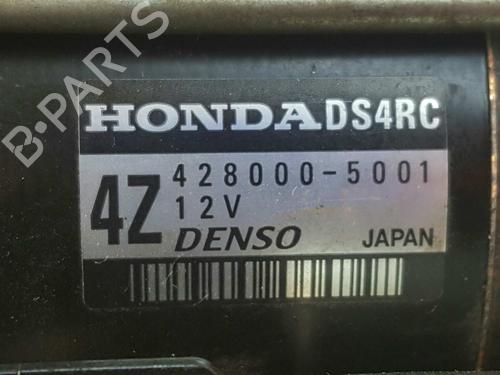 B-PARTS
HONDA DS4RC
4Z 428000-5001
12V
DENSO JAPAN